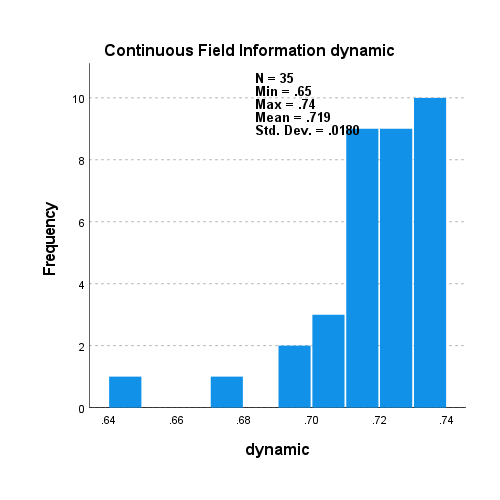 Continuous Field Information dynamic
N = 35
Min = .65
Max = .74
Mean = .719
Std. Dev. = .0180
Frequency
10
8
6
4
2
0
.64 .66 .68 .70 .72 .74
dynamic